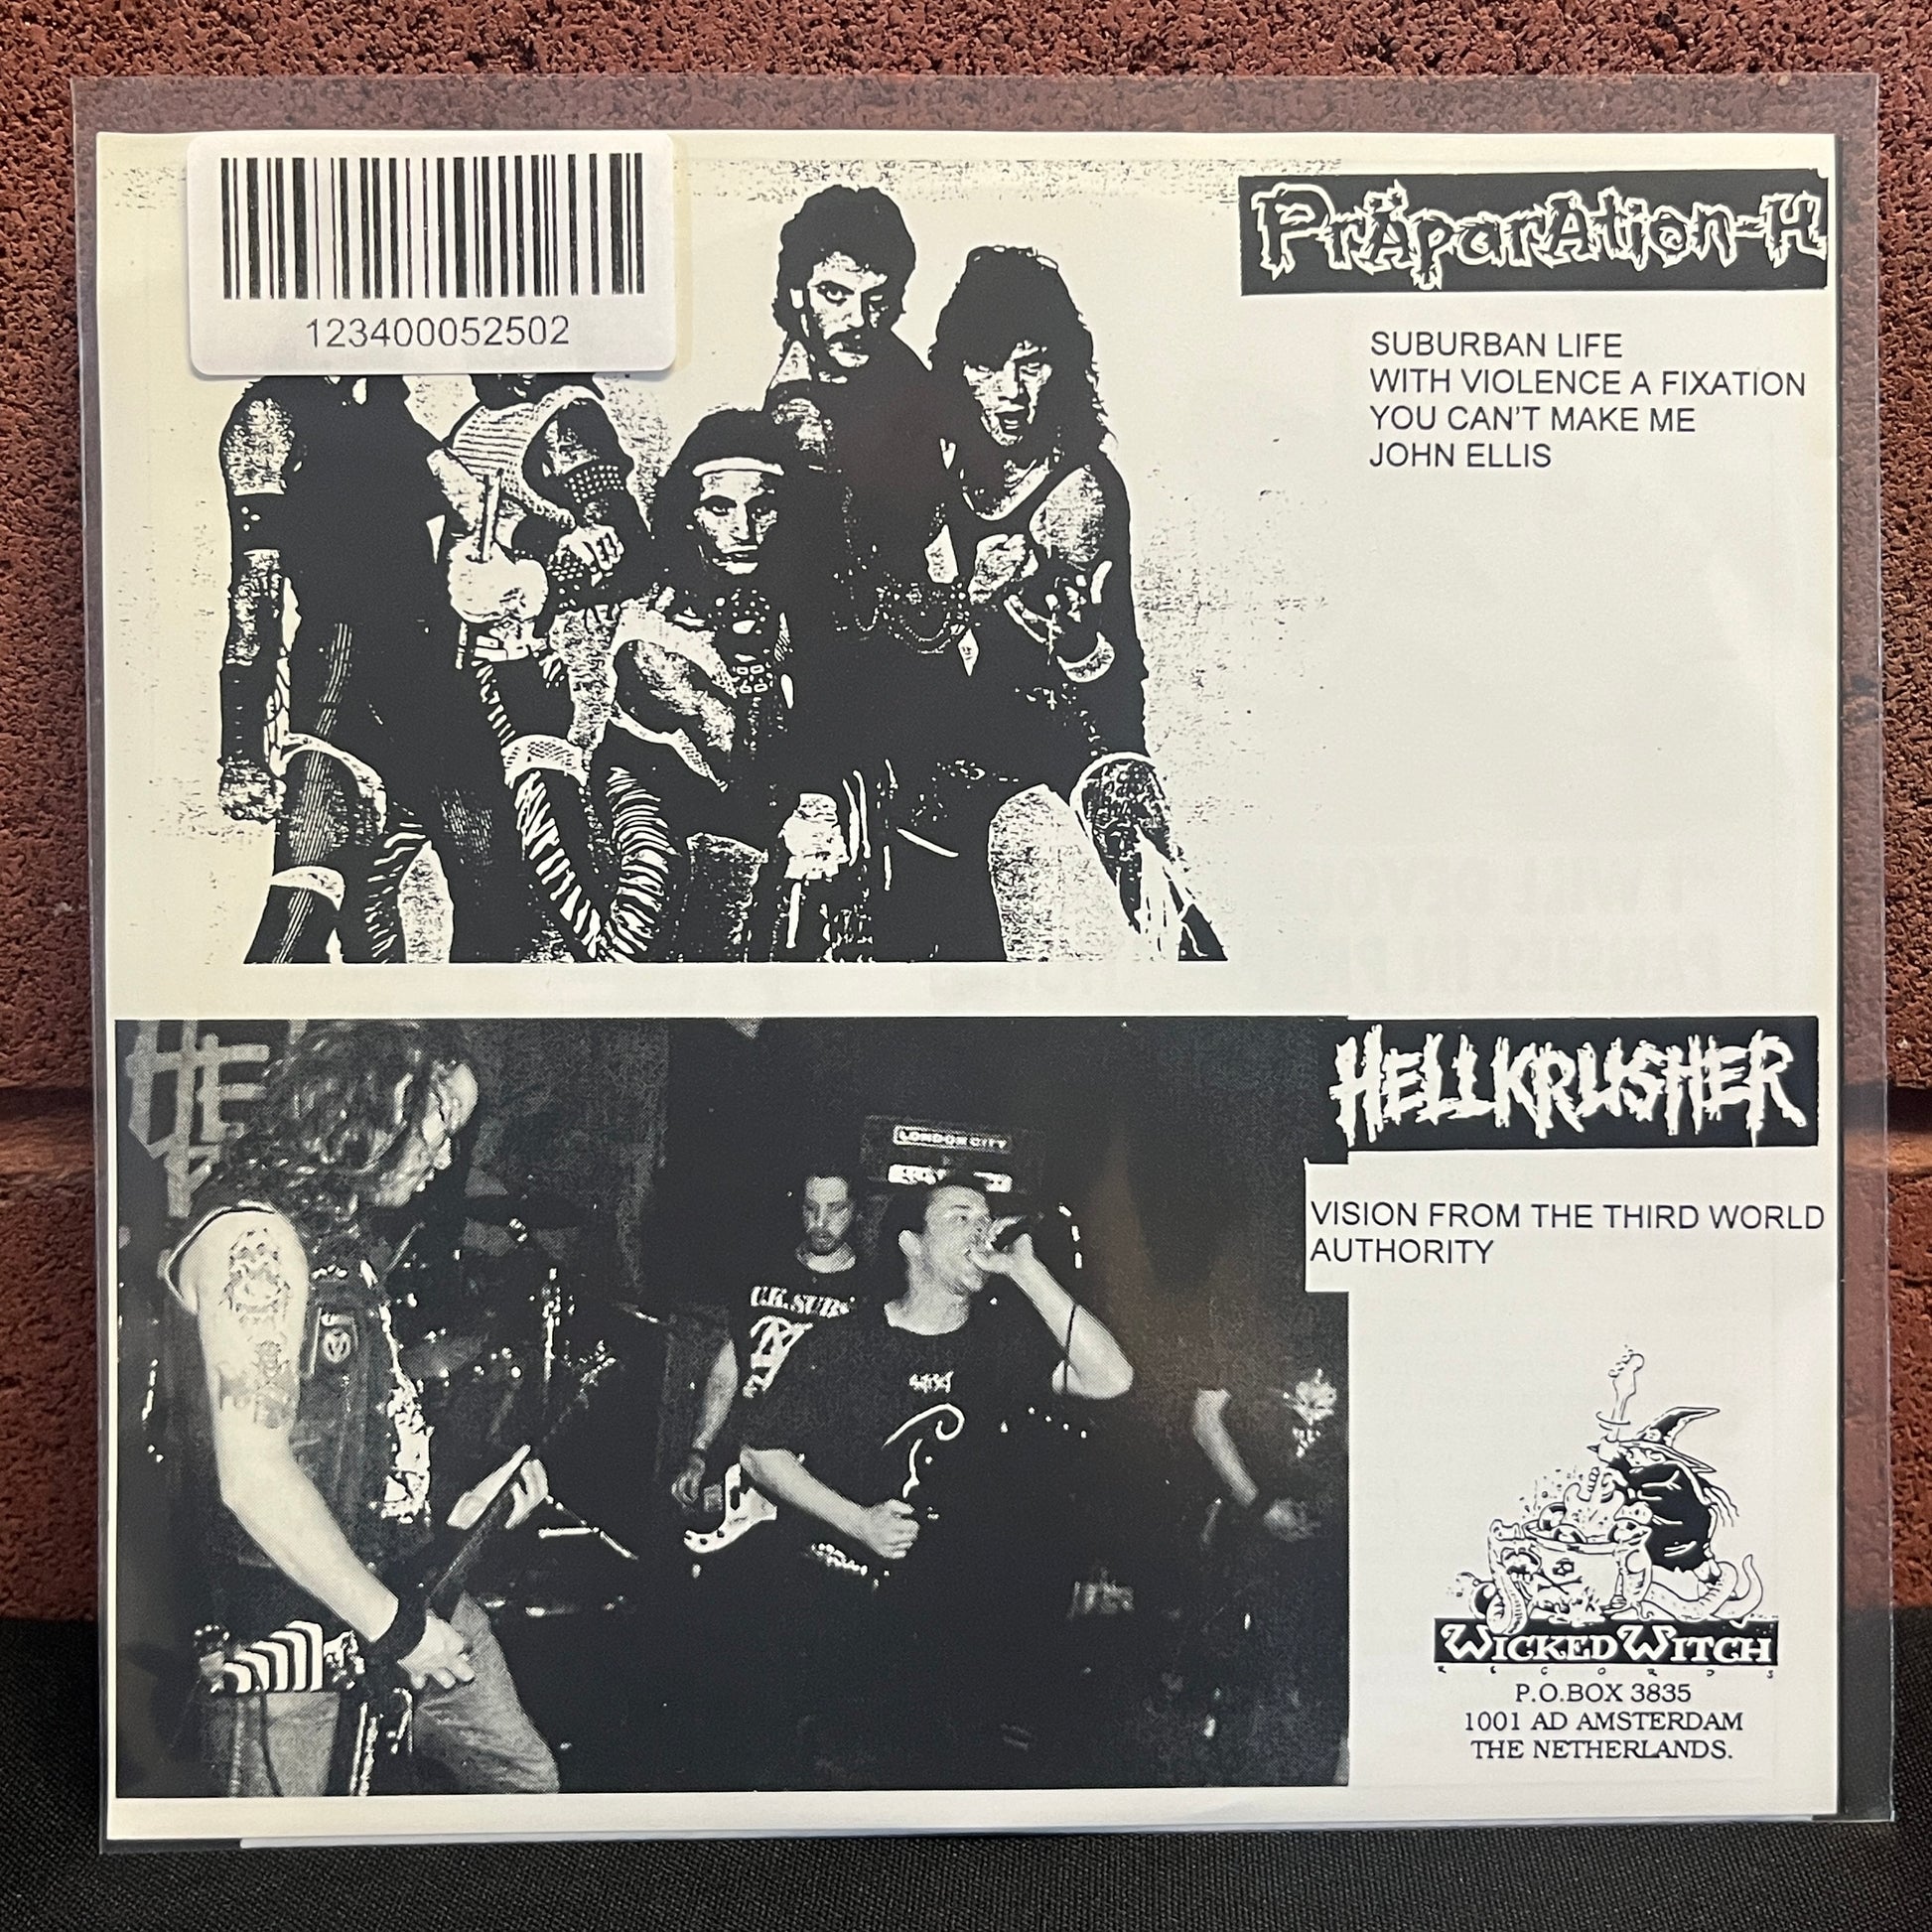 123400052502
PrÄparAtion-H
SUBURBAN LIFE
WITH VIOLENCE A FIXATION
YOU CAN'T MAKE ME
JOHN ELLIS
HELLKRUSHER
VISION FROM THE THIRD WORLD
AUTHORITY
LONDON CITY
U.K. SUBS
WICKED WITCH
RECORDS
P.O.BOX 3835
1001 AD AMSTERDAM
THE NETHERLANDS.